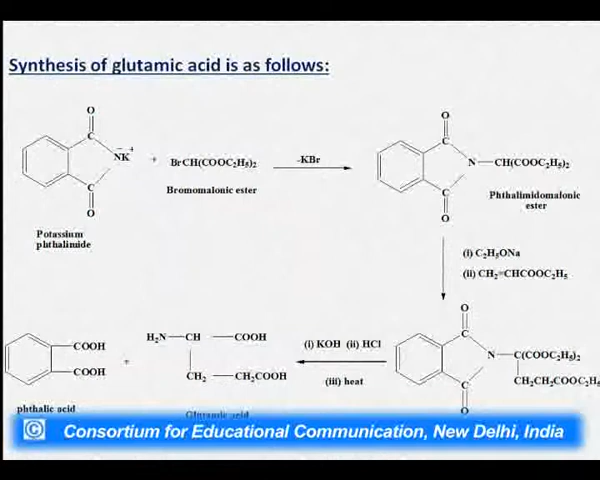 Synthesis of glutamic acid is as follows:
O
C
NK
- +
C
O
Potassium
phthalimide
+
BrCH(COOC₂H₅)₂
Bromomalonic ester
-KBr
O
C
N
CH(COOC₂H₅)₂
C
O
Phthalimidomalonic
ester
(i) C₂H₅ONa
(ii) CH₂=CHCOOC₂H₅
O
C
N
C(COOC₂H₅)₂
CH₂CH₂COOC₂H₅
C
O
(i) KOH (ii) HCl
(iii) heat
H₂N CH COOH
CH₂ CH₂COOH
Glutamic acid
+
COOH
COOH
phthalic acid
© Consortium for Educational Communication, New Delhi, India